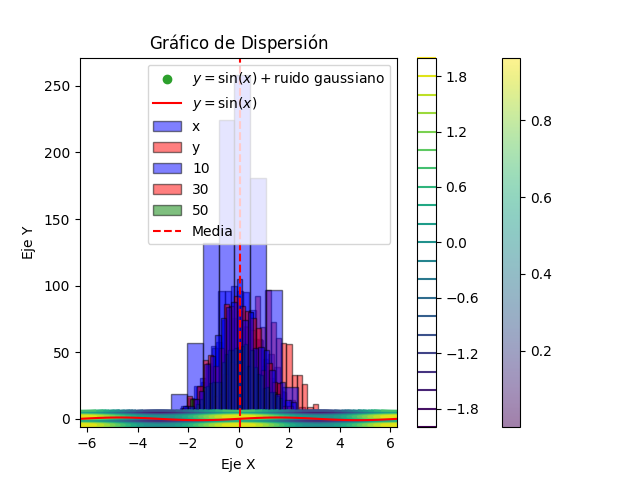 Gráfico de Dispersión
y = sin(x) + ruido gaussiano
y = sin(x)
x
y
10
30
50
Media
Eje Y
250
200
150
100
50
0
−6 −4 −2 0 2 4 6
Eje X
1.8
1.2
0.6
0.0
−0.6
−1.2
−1.8
0.8
0.6
0.4
0.2